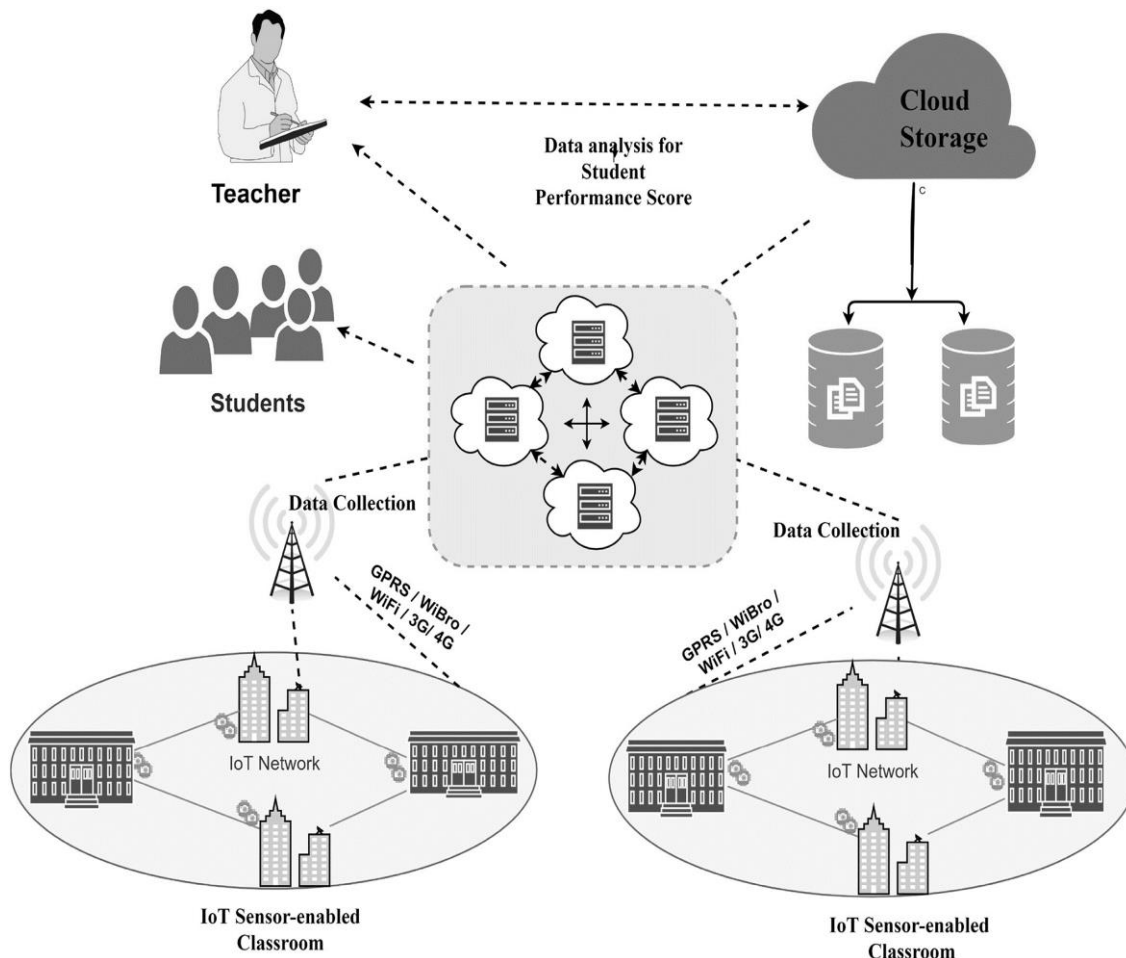 Cloud
Storage
Data analysis for
Student
Performance Score
C
Teacher
Students
Data Collection
Data Collection
GPRS / WiBro /
WiFi / 3G/ 4G
GPRS / WiBro /
WiFi / 3G/ 4G
IoT Network
IoT Network
IoT Sensor-enabled
Classroom
IoT Sensor-enabled
Classroom